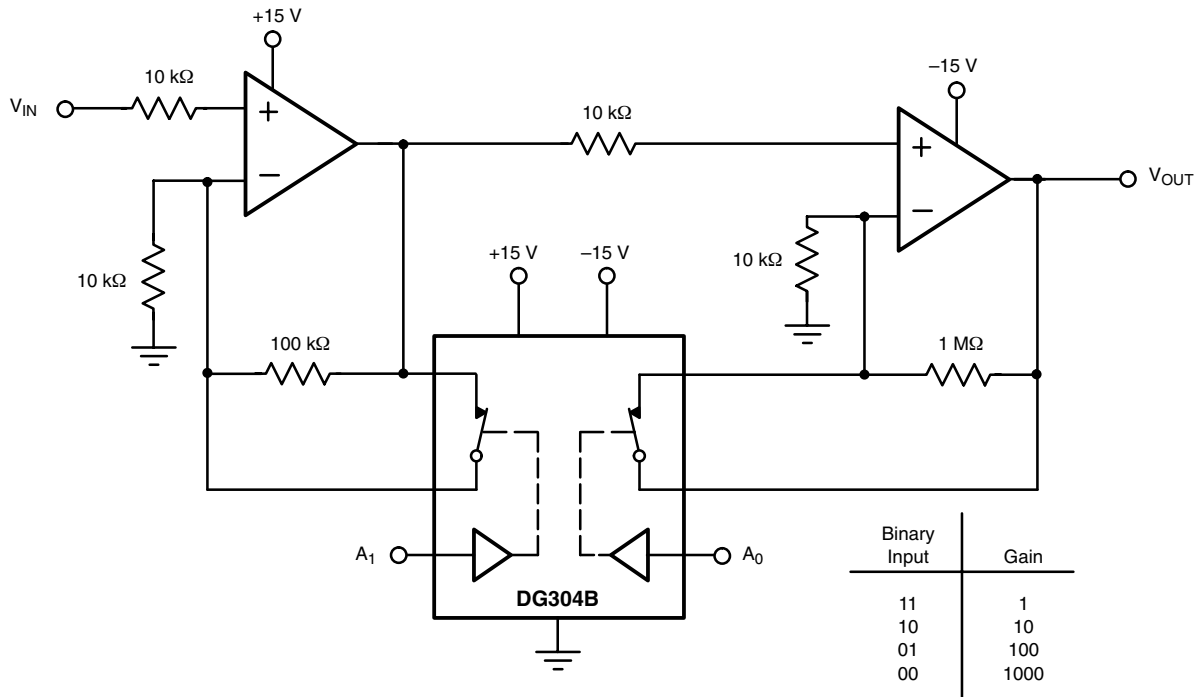 +15 V
–15 V
10 kΩ
10 kΩ
V_IN
+
+
V_OUT
−
−
+15 V
–15 V
10 kΩ
10 kΩ
100 kΩ
1 MΩ
A_1
A_0
DG304B
Binary
Input
Gain
11 1
10 10
01 100
00 1000